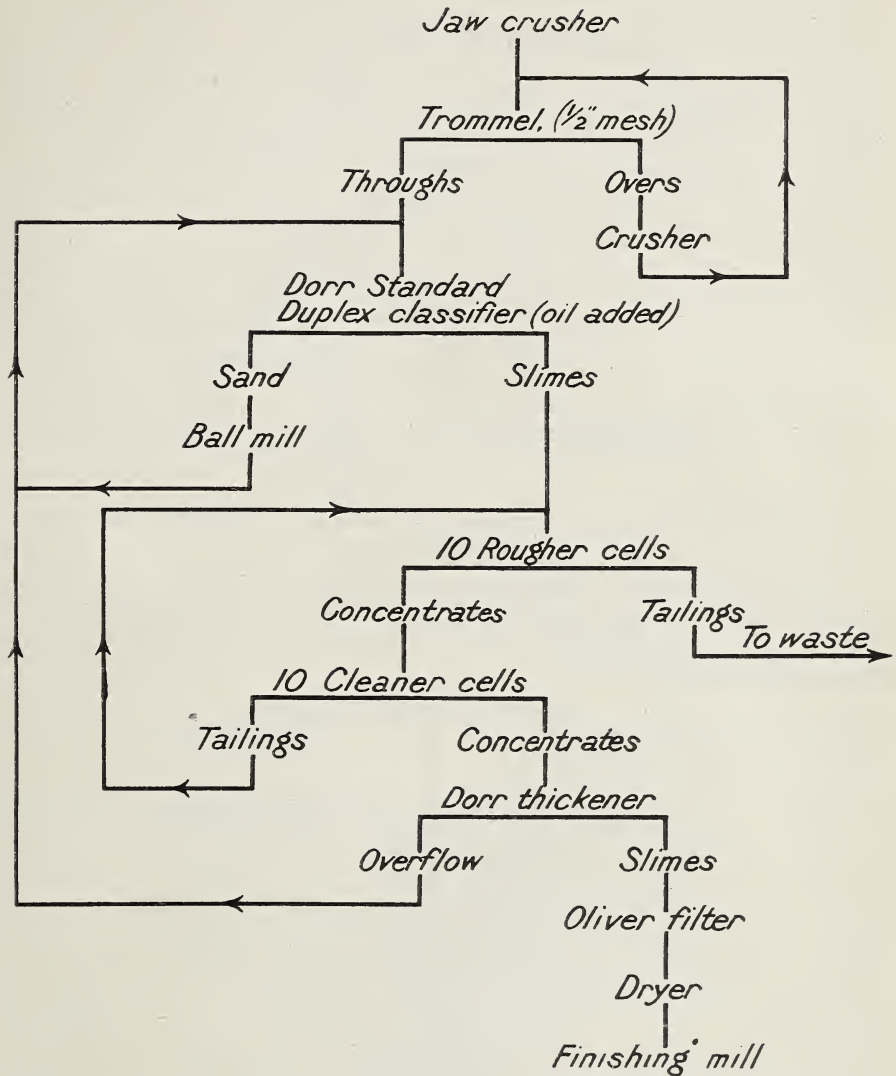 Jaw crusher
Trommel, (1/2" mesh)
Throughs
Overs
Crusher
Dorr Standard
Duplex classifier (oil added)
Sand
Slimes
Ball mill
10 Rougher cells
Concentrates
Tailings
To waste
10 Cleaner cells
Tailings
Concentrates
Dorr thickener
Overflow
Slimes
Oliver filter
Dryer
Finishing mill